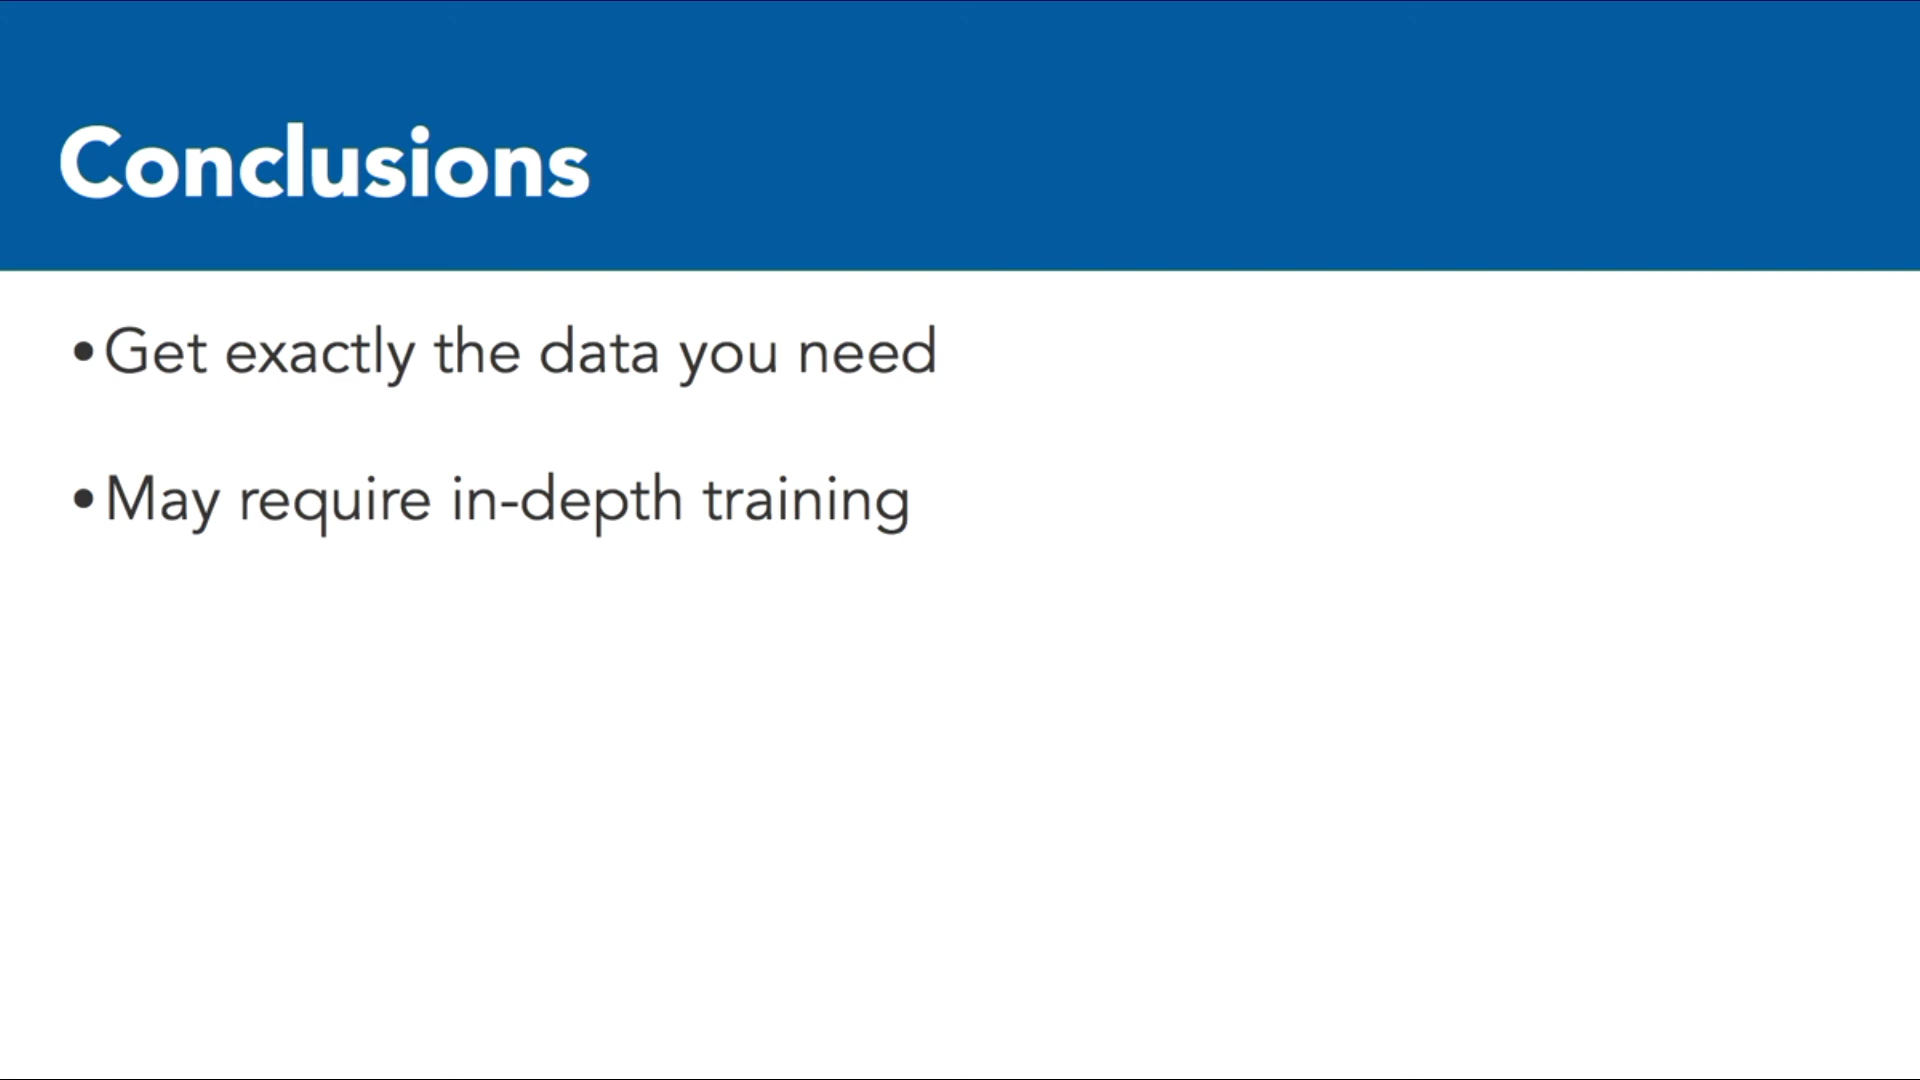 Conclusions
•Get exactly the data you need
•May require in-depth training